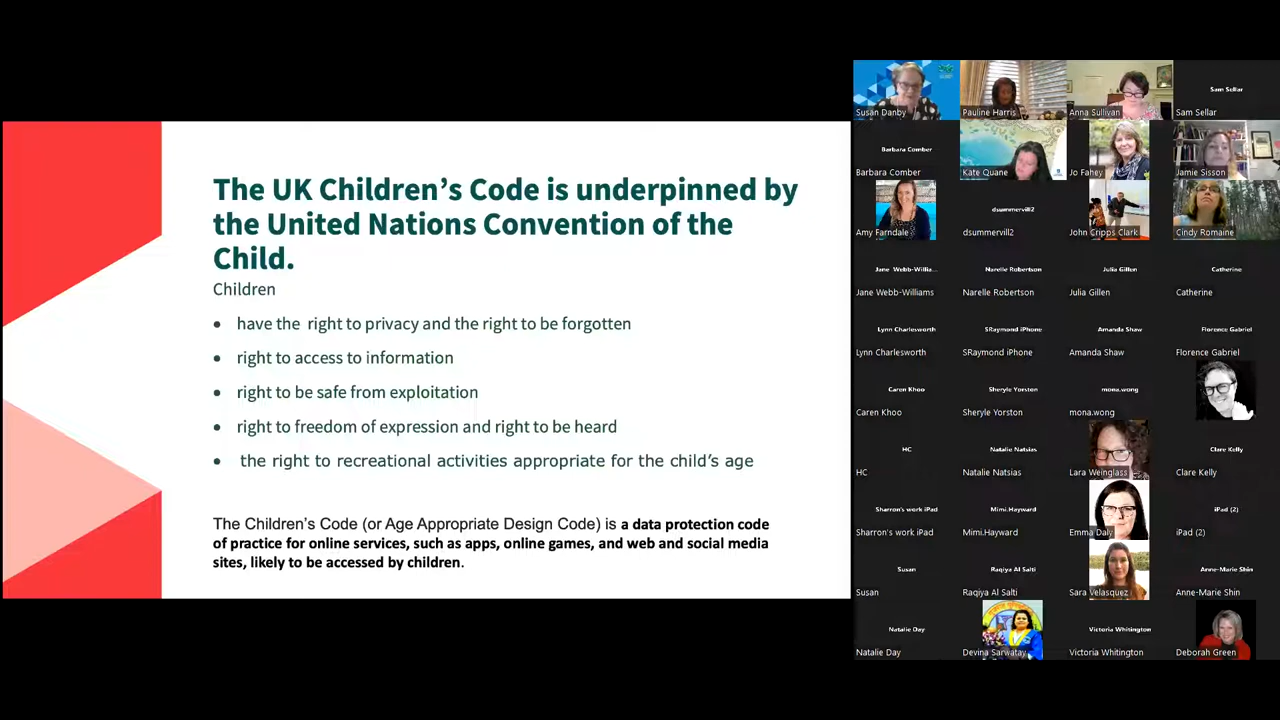 The UK Children's Code is underpinned by
the United Nations Convention of the
Child.
Children
• have the right to privacy and the right to be forgotten
• right to access to information
• right to be safe from exploitation
• right to freedom of expression and right to be heard
• the right to recreational activities appropriate for the child's age
The Children's Code (or Age Appropriate Design Code) is a data protection code
of practice for online services, such as apps, online games, and web and social media
sites, likely to be accessed by children.
Susan Danby
Pauline Harris
Anna Sullivan
Sam Sellar
Sam Sellar
Barbara Comber
Barbara Comber
Kate Quane
Jo Fahey
Jamie Sisson
Amy Farndale
dsummervill2
dsummervill2
John Cripps Clark
Cindy Romaine
Jane Webb-Willia...
Jane Webb-Williams
Narelle Robertson
Narelle Robertson
Julia Gillen
Julia Gillen
Catherine
Catherine
Lynn Charlesworth
Lynn Charlesworth
SRaymond iPhone
SRaymond iPhone
Amanda Shaw
Amanda Shaw
Florence Gabriel
Florence Gabriel
Caren Khoo
Caren Khoo
Sheryle Yorston
Sheryle Yorston
mona.wong
mona.wong
HC
HC
Natalie Natsias
Natalie Natsias
Lara Weinglass
Clare Kelly
Clare Kelly
Sharron's work iPad
Sharron's work iPad
Mimi.Hayward
Mimi.Hayward
Emma Daly
iPad (2)
iPad (2)
Susan
Susan
Raqiya Al Salti
Raqiya Al Salti
Sara Velasquez
Anne-Marie Shin
Anne-Marie Shin
Natalie Day
Natalie Day
Devina Sarwatay
Victoria Whitington
Victoria Whitington
Deborah Green